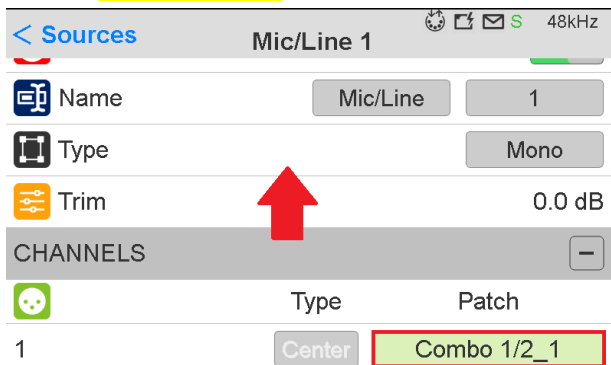 < Sources
Mic/Line 1
S 48kHz
Name Mic/Line 1
Type Mono
Trim 0.0 dB
CHANNELS −
Type Patch
1 Center Combo 1/2_1